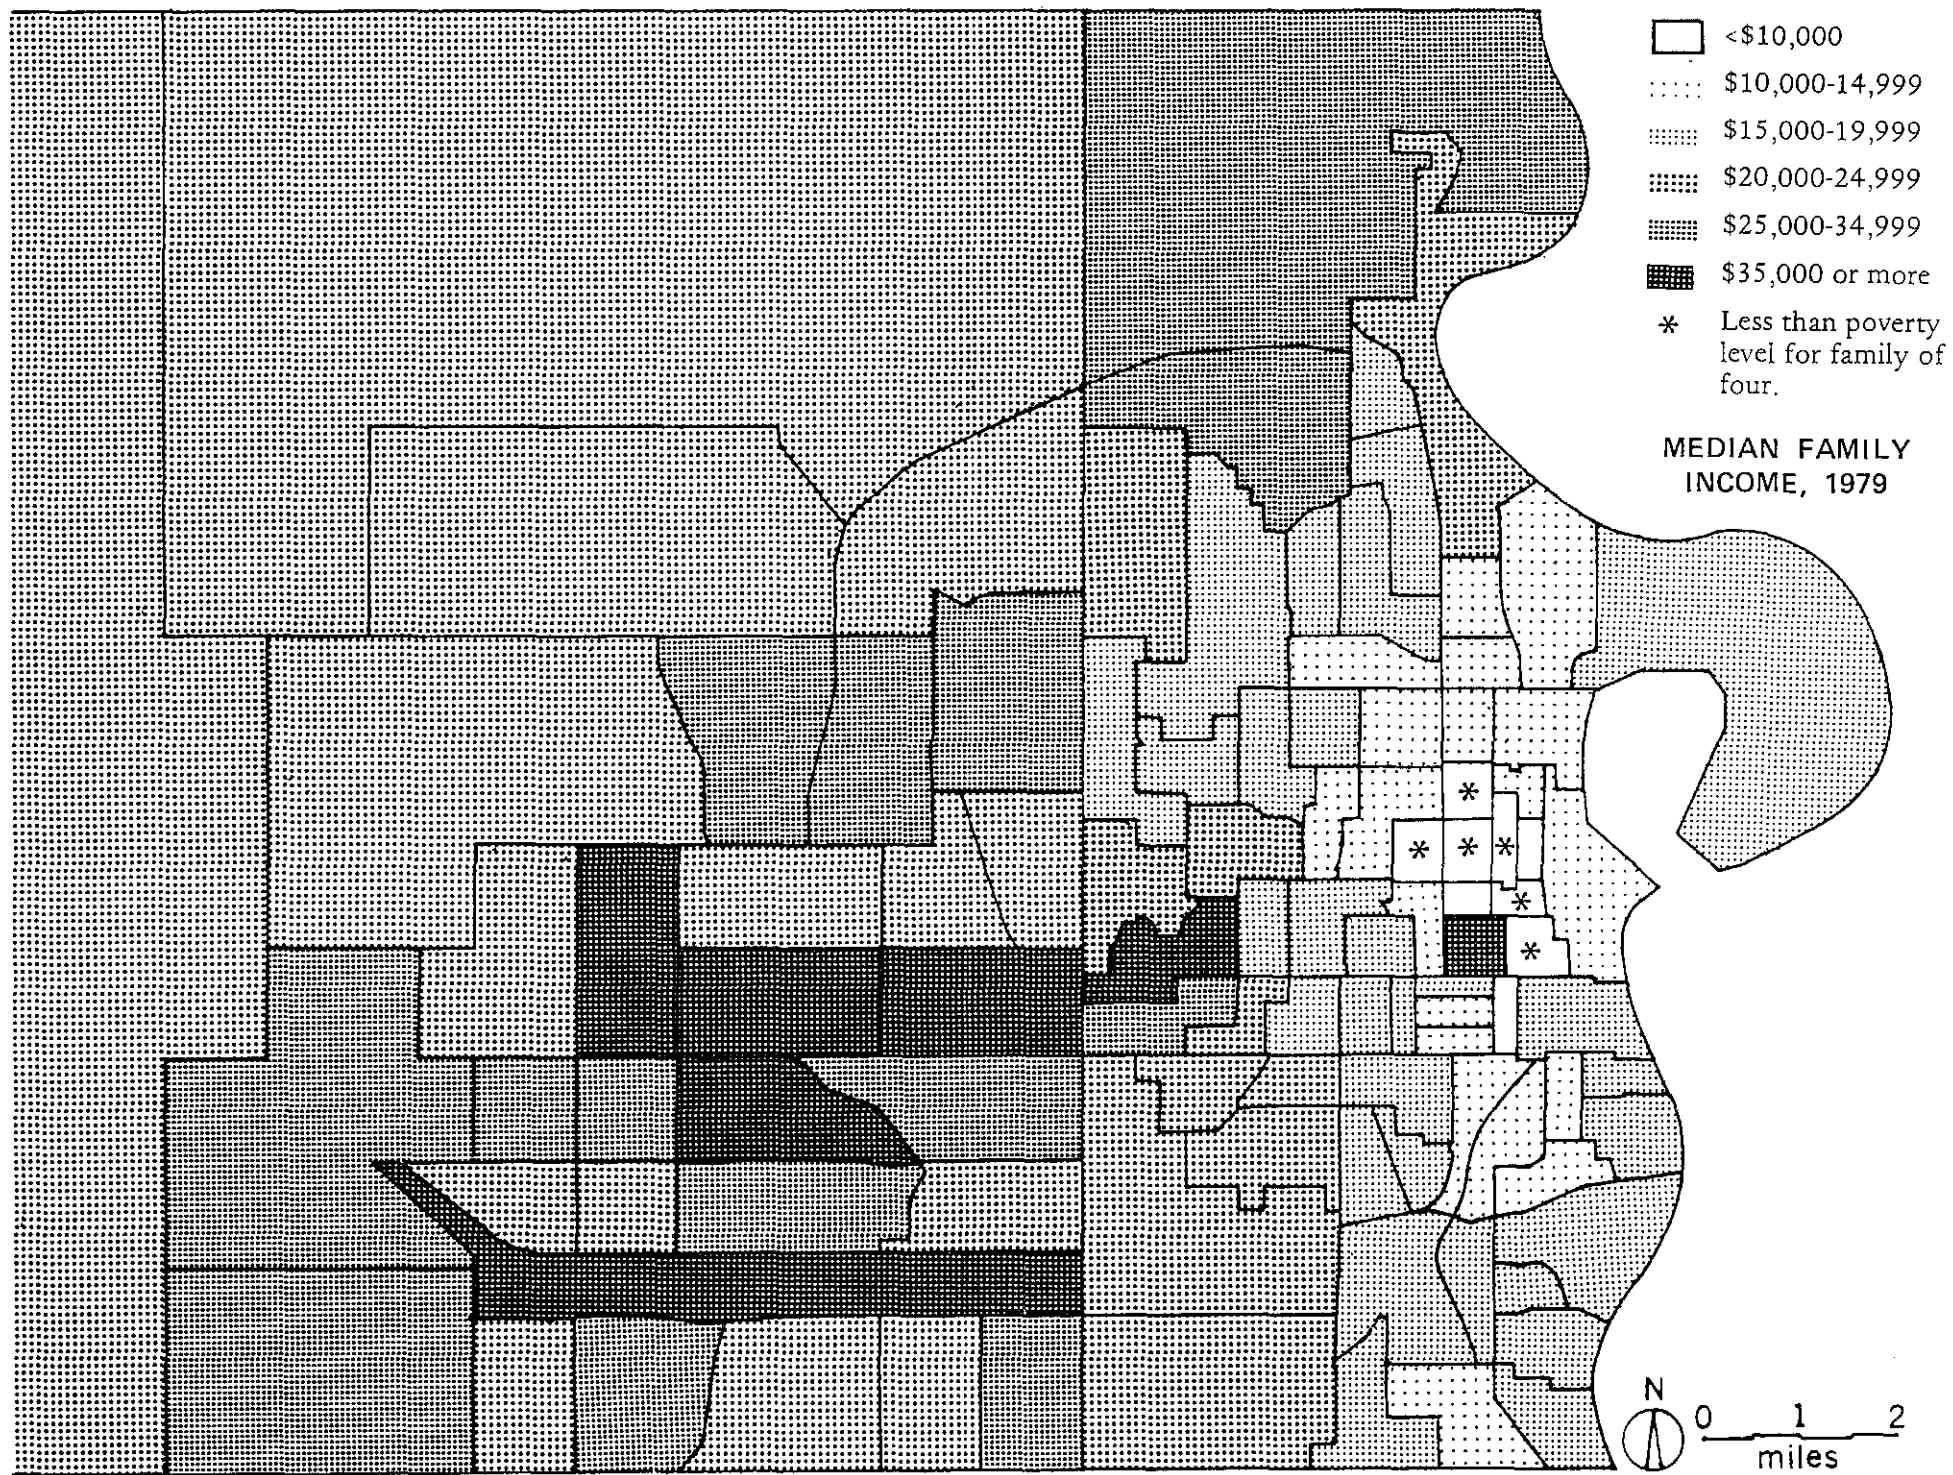 <$10,000
$10,000-14,999
$15,000-19,999
$20,000-24,999
$25,000-34,999
$35,000 or more
* Less than poverty
level for family of
four.
MEDIAN FAMILY
INCOME, 1979
*
*
*
*
*
*
N
0 1 2
miles